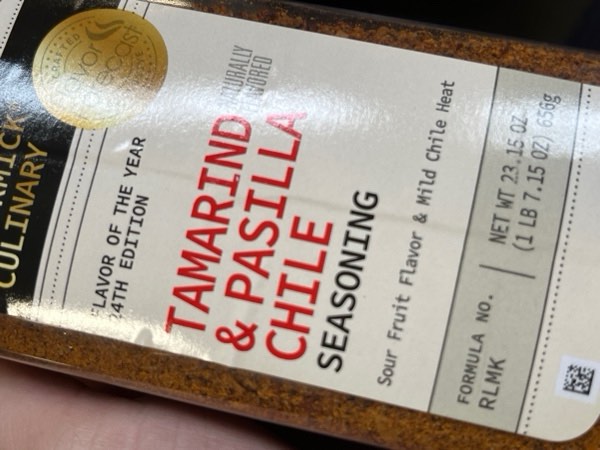 CULINARY
NATURALLY
FLAVORED
FLAVOR OF THE YEAR
24TH EDITION
TAMARIND
& PASILLA
CHILE
SEASONING
Sour Fruit Flavor & Mild Chile Heat
FORMULA NO.
RLMK
NET WT 23.15 OZ
(1 LB 7.15 OZ) 656g